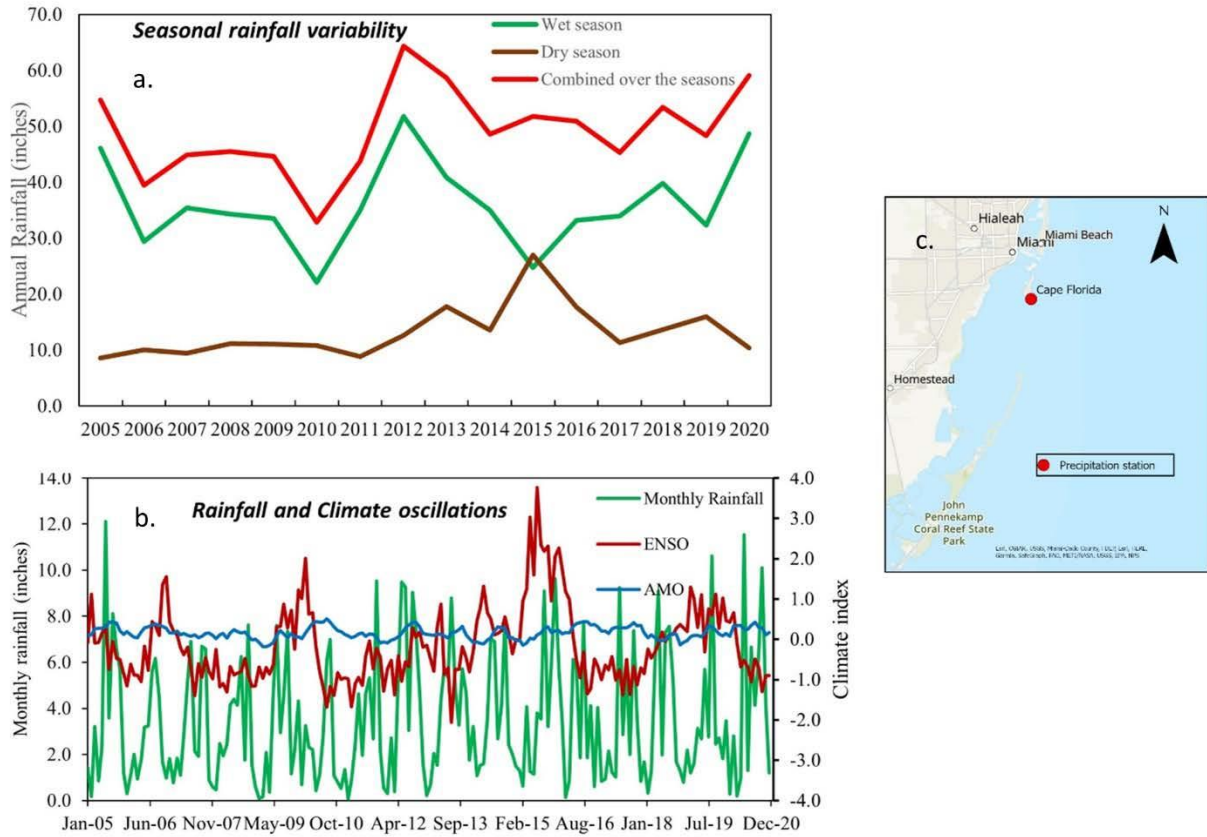 Seasonal rainfall variability
a.
Wet season
Dry season
Combined over the seasons
Annual Rainfall (inches)
70.0
60.0
50.0
40.0
30.0
20.0
10.0
0.0
2005 2006 2007 2008 2009 2010 2011 2012 2013 2014 2015 2016 2017 2018 2019 2020
Rainfall and Climate oscillations
b.
Monthly Rainfall
ENSO
AMO
Monthly rainfall (inches)
14.0
12.0
10.0
8.0
6.0
4.0
2.0
0.0
Climate index
4.0
3.0
2.0
1.0
0.0
-1.0
-2.0
-3.0
-4.0
Jan-05 Jun-06 Nov-07 May-09 Oct-10 Apr-12 Sep-13 Feb-15 Aug-16 Jan-18 Jul-19 Dec-20
c.
N
Hialeah
Miami Beach
Miami
Cape Florida
Homestead
Precipitation station
John
Pennekamp
Coral Reef State
Park